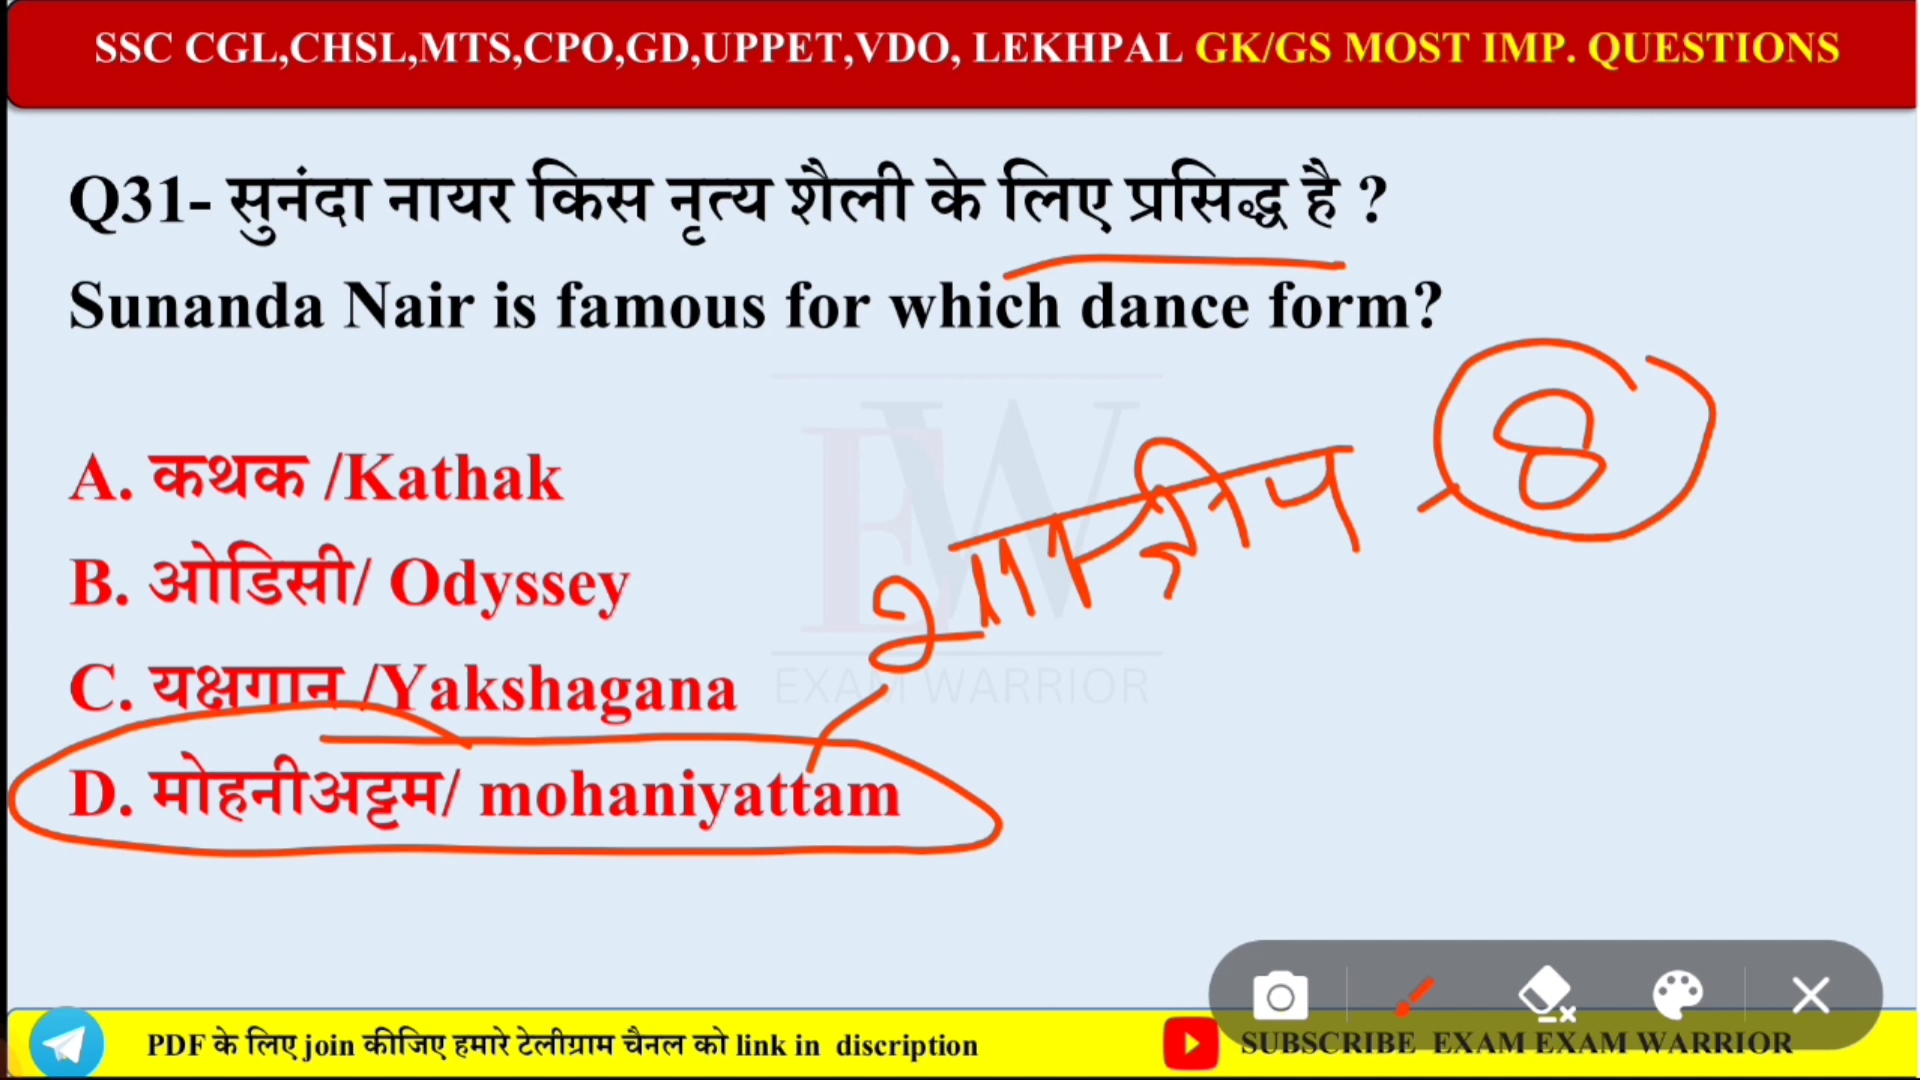 SSC CGL,CHSL,MTS,CPO,GD,UPPET,VDO, LEKHPAL GK/GS MOST IMP. QUESTIONS
Q31- सुनंदा नायर किस नृत्य शैली के लिए प्रसिद्ध है ?
Sunanda Nair is famous for which dance form?
A. कथक /Kathak
B. ओडिसी/ Odyssey
C. यक्षगान /Yakshagana
D. मोहनीअट्टम/ mohaniyattam
शास्त्रीय - 8
EW
EXAM WARRIOR
PDF के लिए join कीजिए हमारे टेलीग्राम चैनल को link in discription
SUBSCRIBE EXAM EXAM WARRIOR